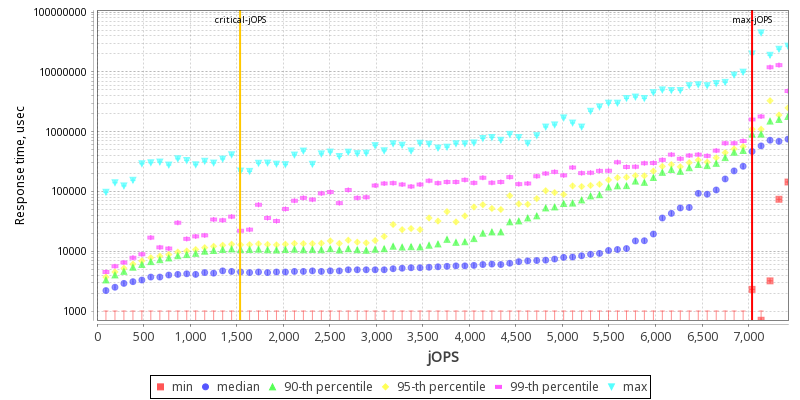 critical-jOPS max-jOPS
100000000
10000000
1000000
100000
10000
1000
Response time, usec
0 500 1,000 1,500 2,000 2,500 3,000 3,500 4,000 4,500 5,000 5,500 6,000 6,500 7,000
jOPS
min median 90-th percentile 95-th percentile 99-th percentile max